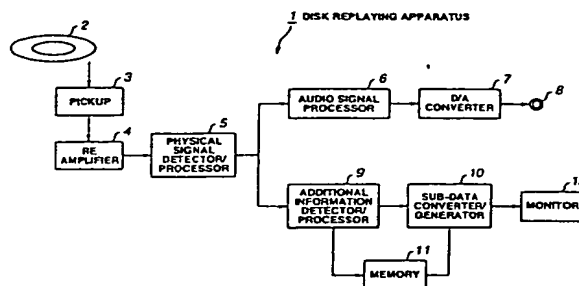 1 DISK REPLAYING APPARATUS
2
3
PICKUP
4
RE
AMPLIFIER
5
PHYSICAL
SIGNAL
DETECTOR/
PROCESSOR
6
AUDIO SIGNAL
PROCESSOR
7
D/A
CONVERTER
8
9
ADDITIONAL
INFORMATION
DETECTOR/
PROCESSOR
10
SUB-DATA
CONVERTER/
GENERATOR
MONITOR
11
MEMORY